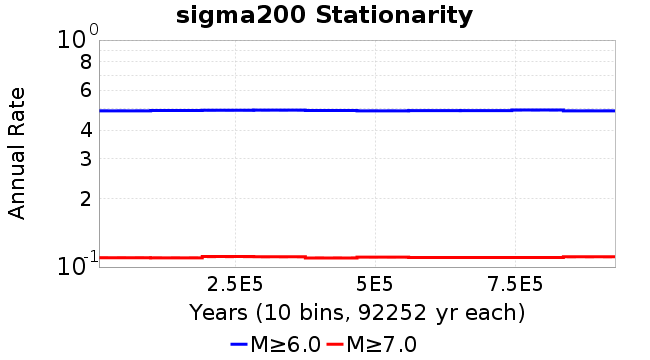 sigma200 Stationarity
Annual Rate
10^0
8
6
4
3
2
10^-1
2.5E5 5E5 7.5E5
Years (10 bins, 92252 yr each)
M≥6.0 M≥7.0